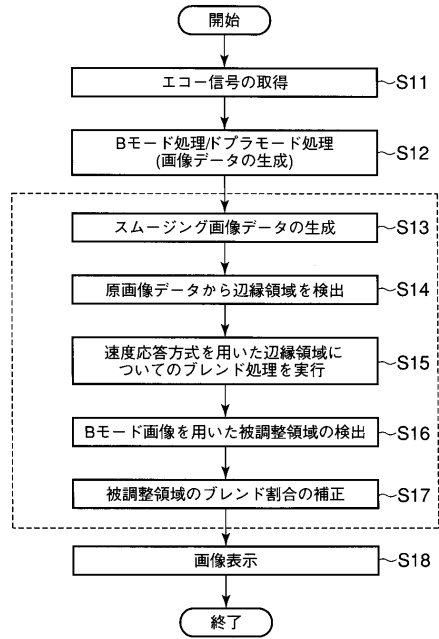 開始
エコー信号の取得
S11
Bモード処理/ドプラモード処理
(画像データの生成)
S12
スムージング画像データの生成
S13
原画像データから辺縁領域を検出
S14
速度応答方式を用いた辺縁領域に
ついてのブレンド処理を実行
S15
Bモード画像を用いた被調整領域の検出
S16
被調整領域のブレンド割合の補正
S17
画像表示
S18
終了